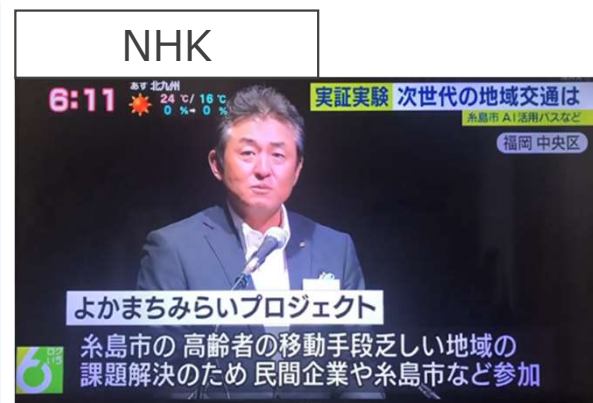 NHK
6:11
あす 北九州
24 ℃/ 16 ℃
0 %→ 0 %
実証実験 次世代の地域交通は
糸島市 AI活用バスなど
福岡 中央区
よかまちみらいプロジェクト
ロクいち
糸島市の 高齢者の移動手段乏しい地域の
課題解決のため 民間企業や糸島市など参加